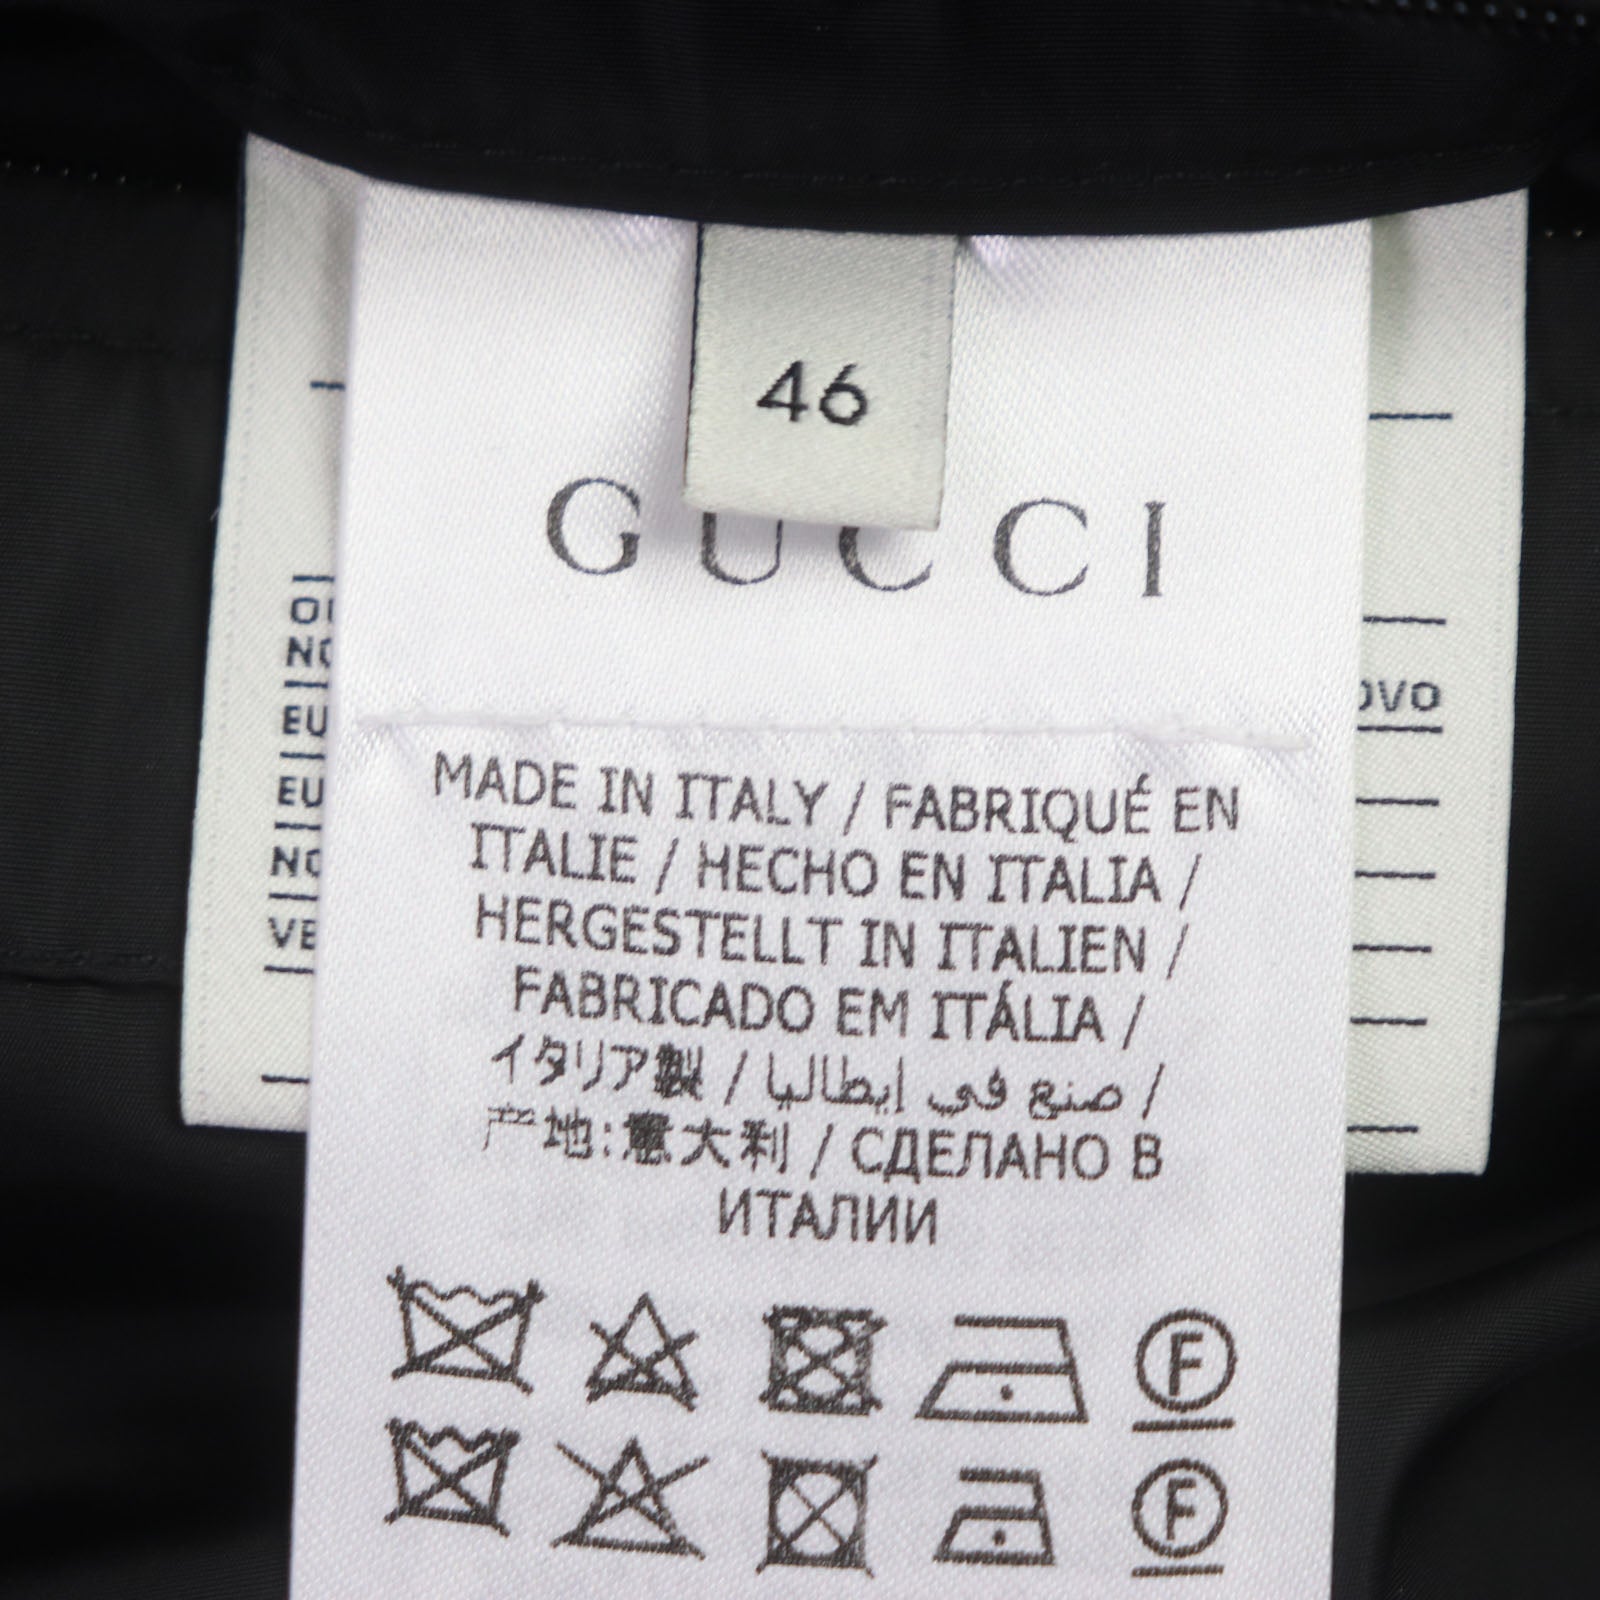 46
GUCCI
MADE IN ITALY / FABRIQUÉ EN
ITALIE / HECHO EN ITALIA /
HERGESTELLT IN ITALIEN /
FABRICADO EM ITÁLIA /
イタリア製 / صنع في إيطاليا /
产地:意大利 / СДЕЛАНО В
ИТАЛИИ
F
F